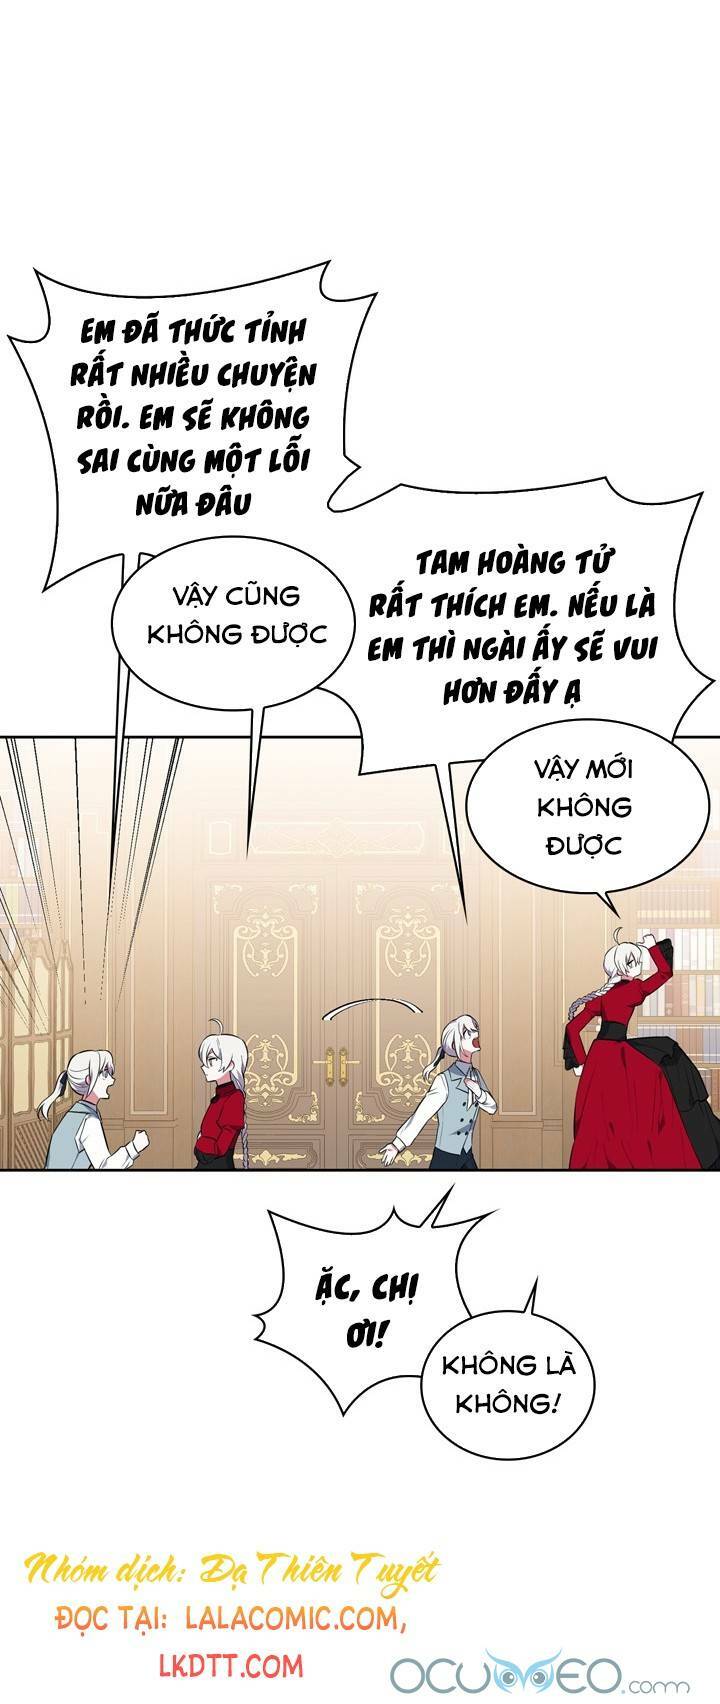 EM ĐÃ THỨC TỈNH
RẤT NHIỀU CHUYỆN
RỒI. EM SẼ KHÔNG
SAI CÙNG MỘT LỖI
NỮA ĐÂU
VẬY CŨNG
KHÔNG ĐƯỢC
TAM HOÀNG TỬ
RẤT THÍCH EM. NẾU LÀ
EM THÌ NGÀI ẤY SẼ VUI
HƠN ĐẤY Ạ
VẬY MỚI
KHÔNG
ĐƯỢC
ẶC, CHỊ
ƠI!
KHÔNG LÀ
KHÔNG!
Nhóm dịch: Dạ Thiên Tuyết
ĐỌC TẠI: LALACOMIC.COM,
LKDTT.COM
OCUMEO.comm